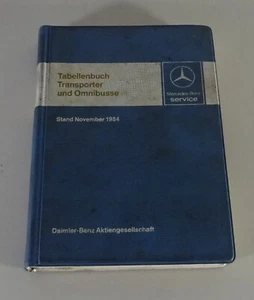 Tabellenbuch
Transporter
und Omnibusse
Mercedes-Benz
service
Stand November 1984
Daimler-Benz Aktiengesellschaft